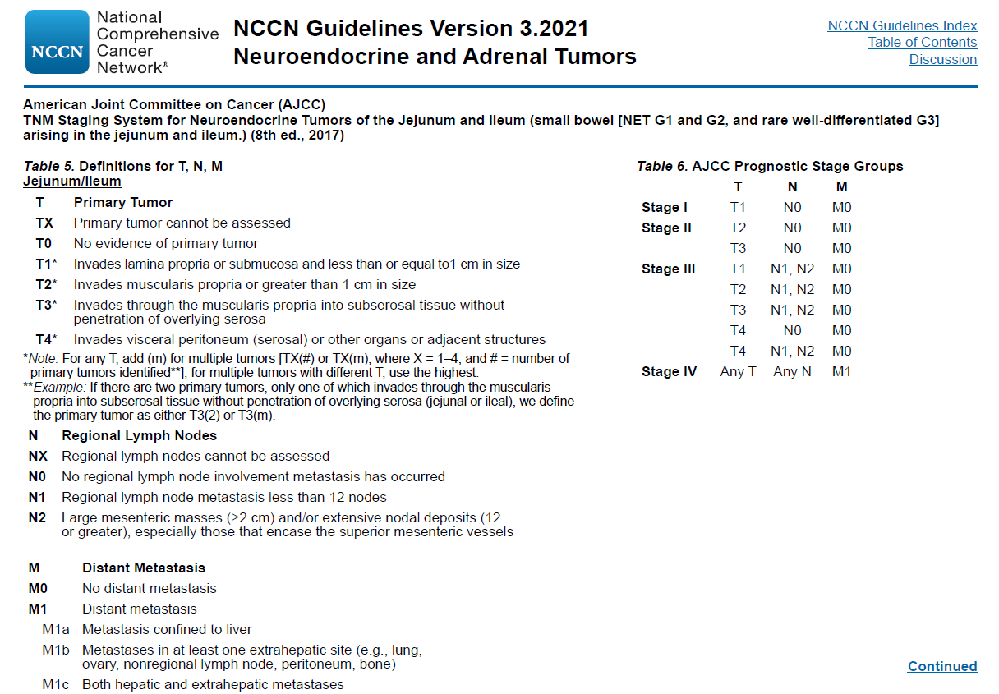 National
Comprehensive
Cancer
Network®
NCCN
NCCN Guidelines Version 3.2021
Neuroendocrine and Adrenal Tumors
NCCN Guidelines Index
Table of Contents
Discussion
American Joint Committee on Cancer (AJCC)
TNM Staging System for Neuroendocrine Tumors of the Jejunum and Ileum (small bowel [NET G1 and G2, and rare well-differentiated G3]
arising in the jejunum and ileum.) (8th ed., 2017)
Table 5. Definitions for T, N, M
Jejunum/Ileum
T Primary Tumor
TX Primary tumor cannot be assessed
T0 No evidence of primary tumor
T1* Invades lamina propria or submucosa and less than or equal to1 cm in size
T2* Invades muscularis propria or greater than 1 cm in size
T3* Invades through the muscularis propria into subserosal tissue without
penetration of overlying serosa
T4* Invades visceral peritoneum (serosal) or other organs or adjacent structures
*Note: For any T, add (m) for multiple tumors [TX(#) or TX(m), where X = 1–4, and # = number of
primary tumors identified**]; for multiple tumors with different T, use the highest.
**Example: If there are two primary tumors, only one of which invades through the muscularis
propria into subserosal tissue without penetration of overlying serosa (jejunal or ileal), we define
the primary tumor as either T3(2) or T3(m).
N Regional Lymph Nodes
NX Regional lymph nodes cannot be assessed
N0 No regional lymph node involvement metastasis has occurred
N1 Regional lymph node metastasis less than 12 nodes
N2 Large mesenteric masses (>2 cm) and/or extensive nodal deposits (12
or greater), especially those that encase the superior mesenteric vessels
M Distant Metastasis
M0 No distant metastasis
M1 Distant metastasis
M1a Metastasis confined to liver
M1b Metastases in at least one extrahepatic site (e.g., lung,
ovary, nonregional lymph node, peritoneum, bone)
M1c Both hepatic and extrahepatic metastases
Table 6. AJCC Prognostic Stage Groups
T N M
Stage I T1 N0 M0
Stage II T2 N0 M0
T3 N0 M0
Stage III T1 N1, N2 M0
T2 N1, N2 M0
T3 N1, N2 M0
T4 N0 M0
T4 N1, N2 M0
Stage IV Any T Any N M1
Continued